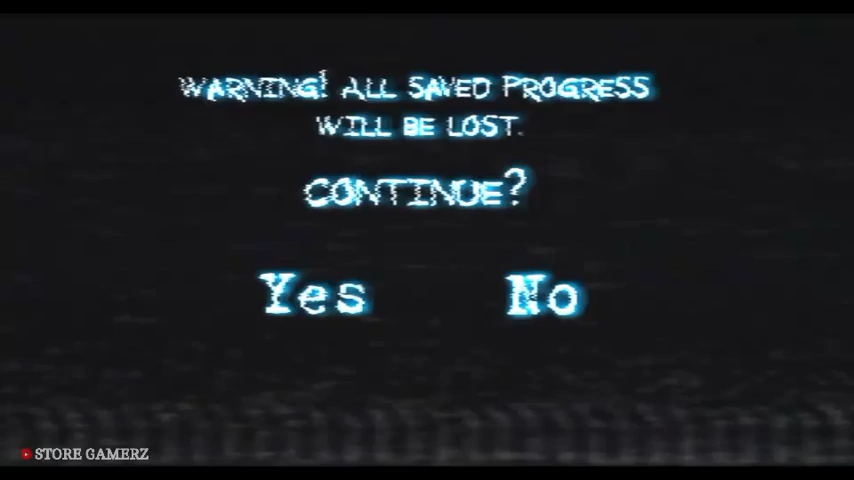 WARNING! ALL SAVED PROGRESS
WILL BE LOST.
CONTINUE?
Yes No
STORE GAMERZ